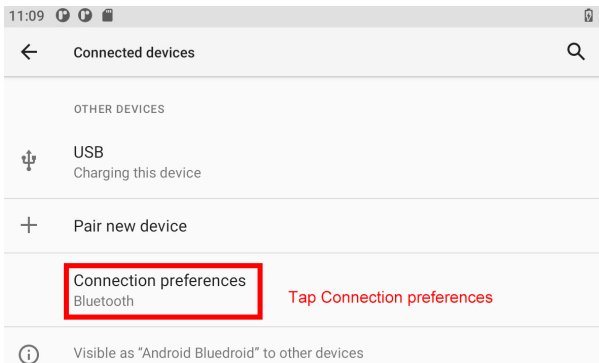 11:09
Connected devices
OTHER DEVICES
USB
Charging this device
Pair new device
Connection preferences
Bluetooth
Tap Connection preferences
Visible as “Android Bluedroid” to other devices